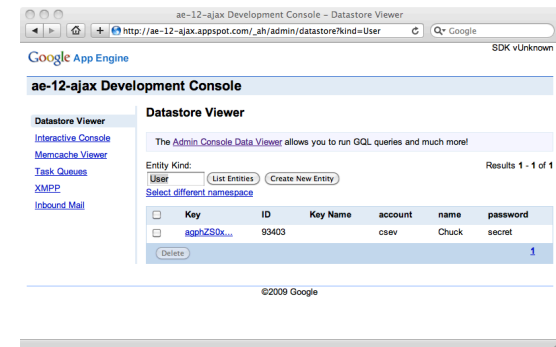 ae-12-ajax Development Console – Datastore Viewer
http://ae-12-ajax.appspot.com/_ah/admin/datastore?kind=User
Google
SDK vUnknown
Google App Engine
ae-12-ajax Development Console
Datastore Viewer
Interactive Console
Memcache Viewer
Task Queues
XMPP
Inbound Mail
Datastore Viewer
The Admin Console Data Viewer allows you to run GQL queries and much more!
Entity Kind:
Results 1 - 1 of 1
User List Entities Create New Entity
Select different namespace
Key ID Key Name account name password
agphZS0x... 93403 csev Chuck secret
Delete 1
©2009 Google